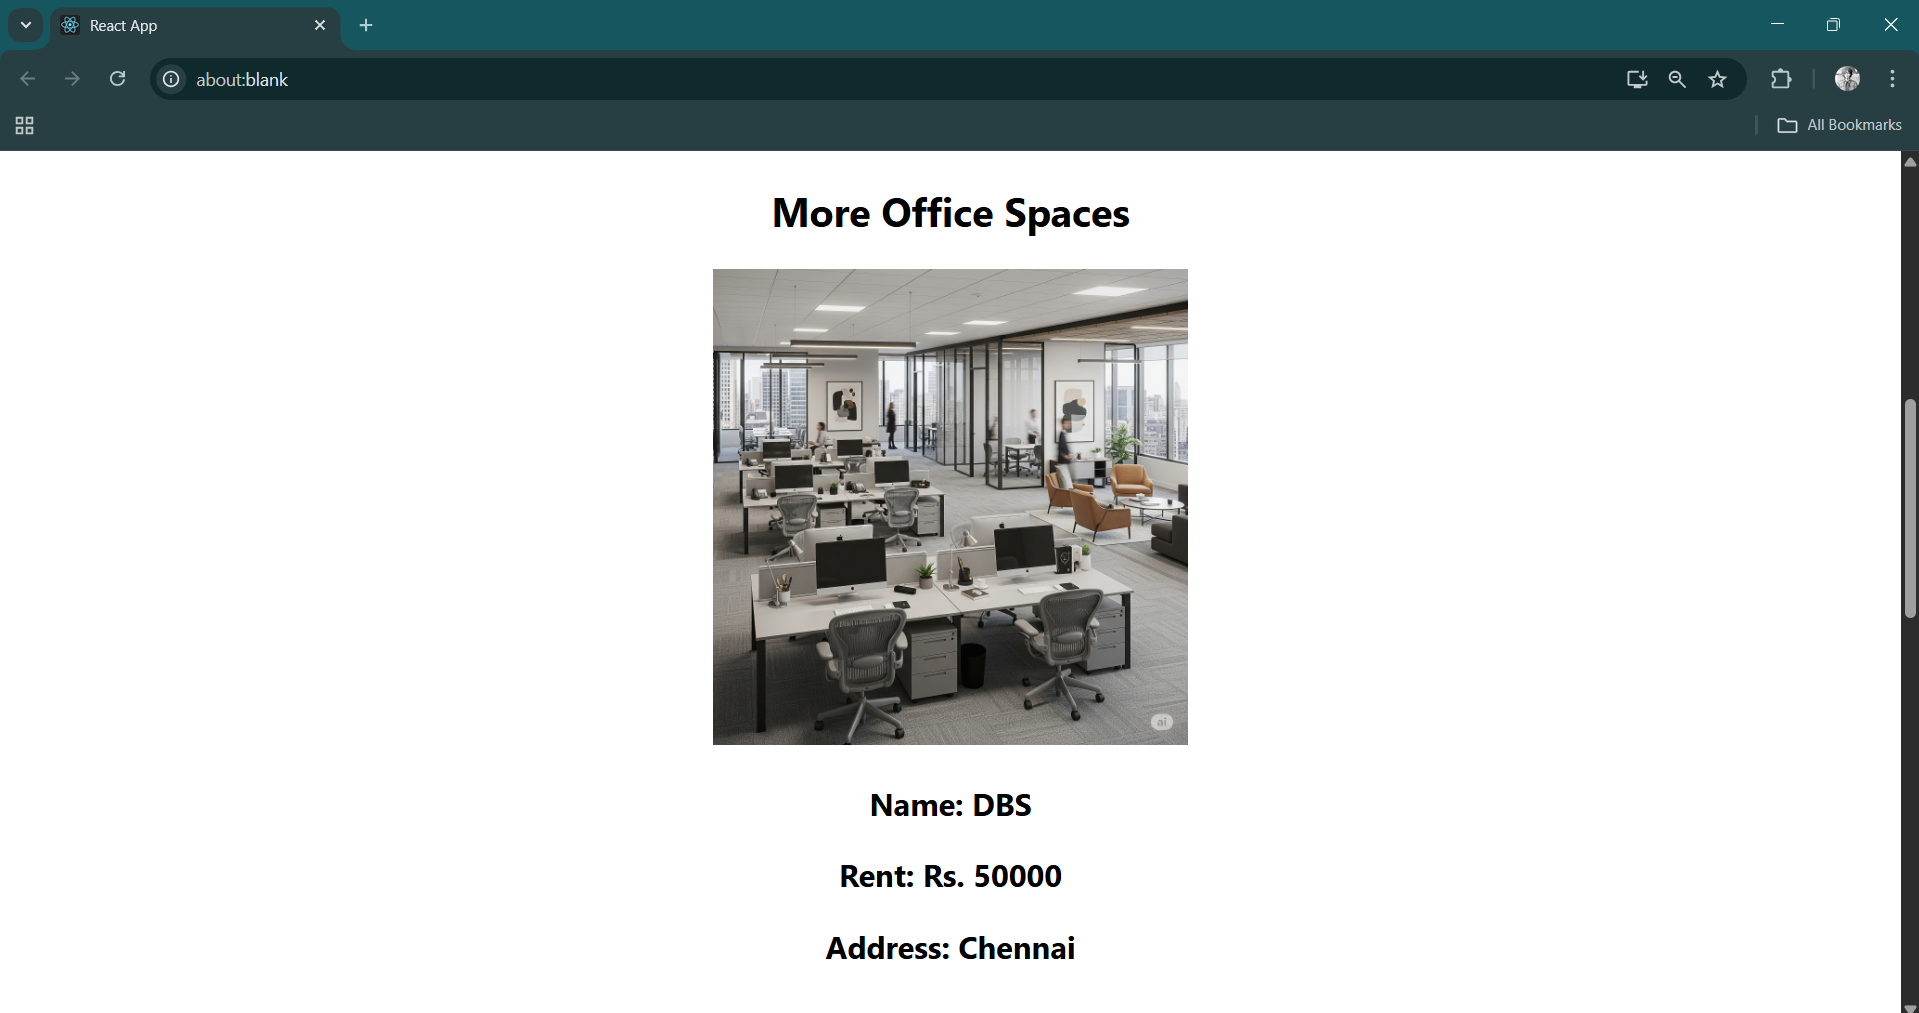 React App
about:blank
All Bookmarks
More Office Spaces
ai
Name: DBS
Rent: Rs. 50000
Address: Chennai